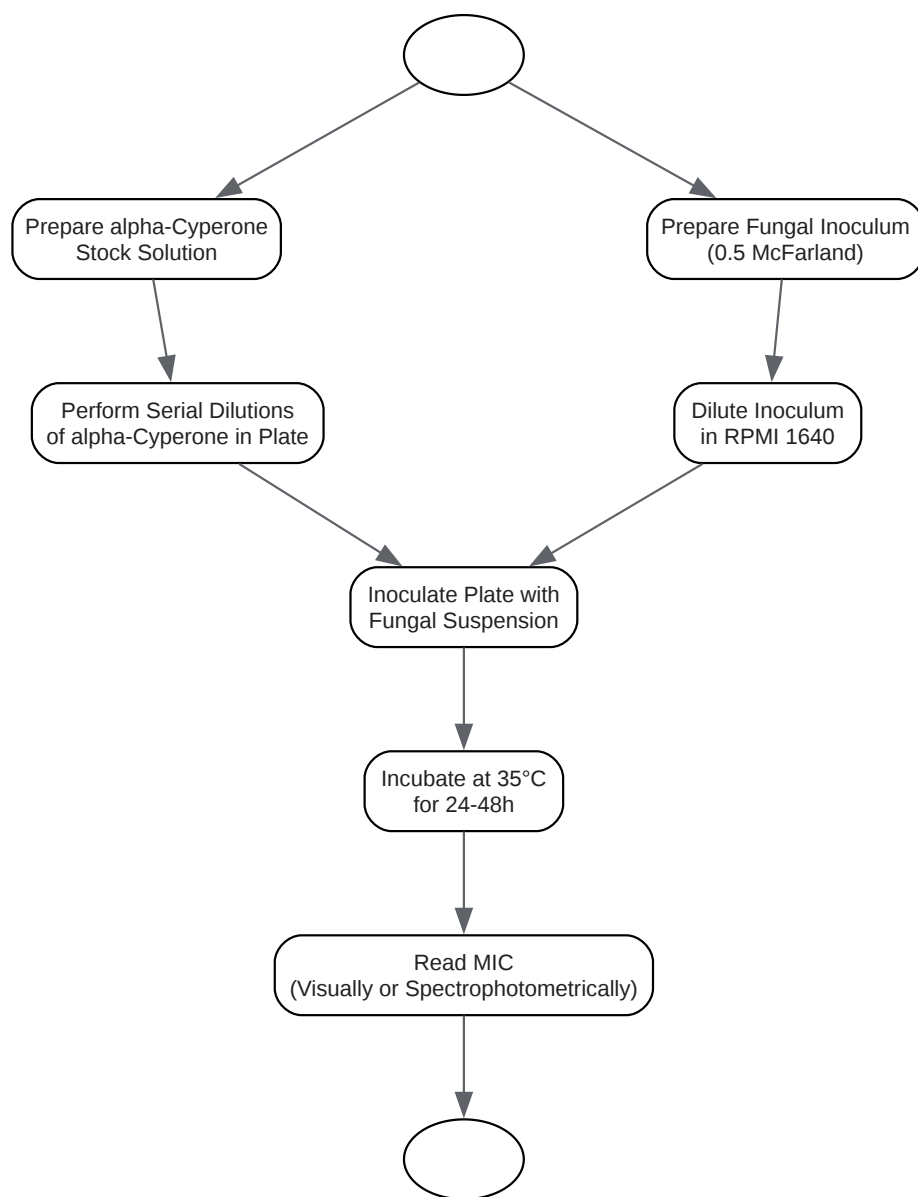 Prepare alpha-Cyperone
Stock Solution
Prepare Fungal Inoculum
(0.5 McFarland)
Perform Serial Dilutions
of alpha-Cyperone in Plate
Dilute Inoculum
in RPMI 1640
Inoculate Plate with
Fungal Suspension
Incubate at 35°C
for 24-48h
Read MIC
(Visually or Spectrophotometrically)